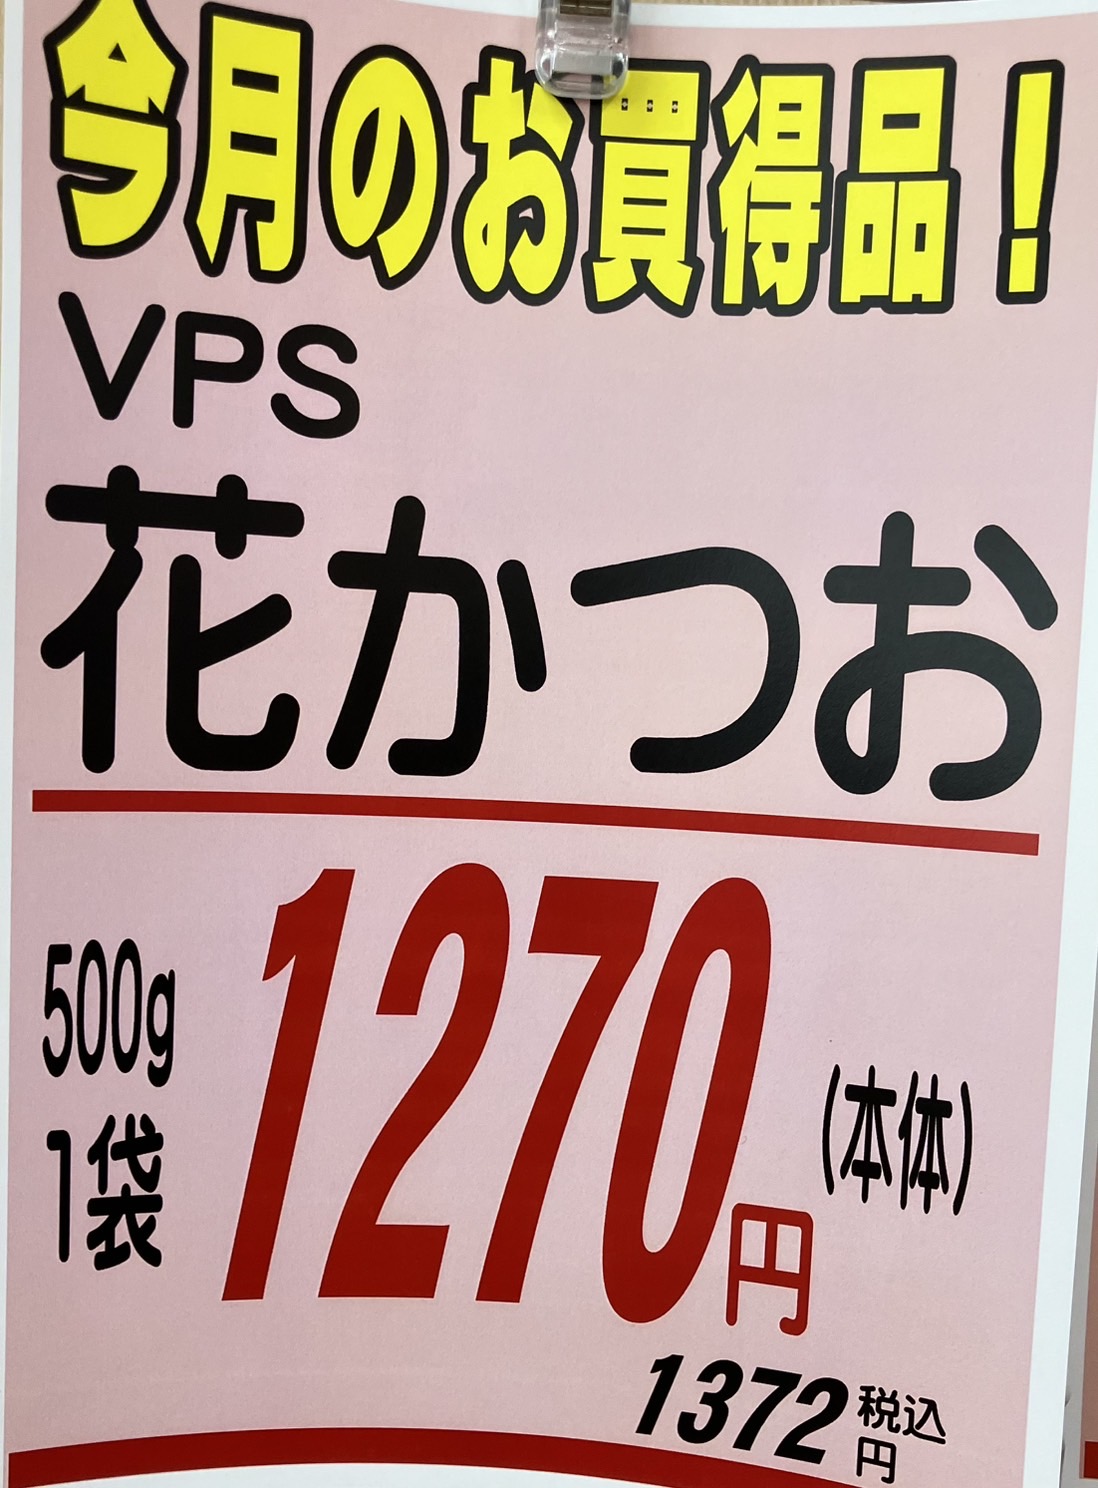 今月のお買得品！
VPS
花かつお
500g
1袋
1270円
(本体)
1372税込円